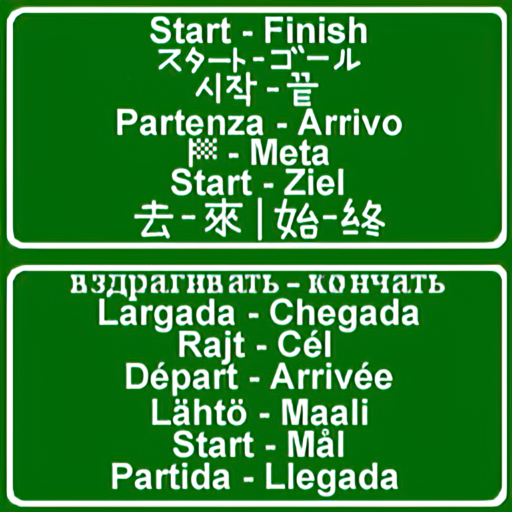 Start - Finish
スタート-ゴール
시작 - 끝
Partenza - Arrivo
🏁 - Meta
Start - Ziel
去-來|始-終
вздрагивать - кончать
Largada - Chegada
Rajt - Cél
Départ - Arrivée
Lähtö - Maali
Start - Mål
Partida - Llegada